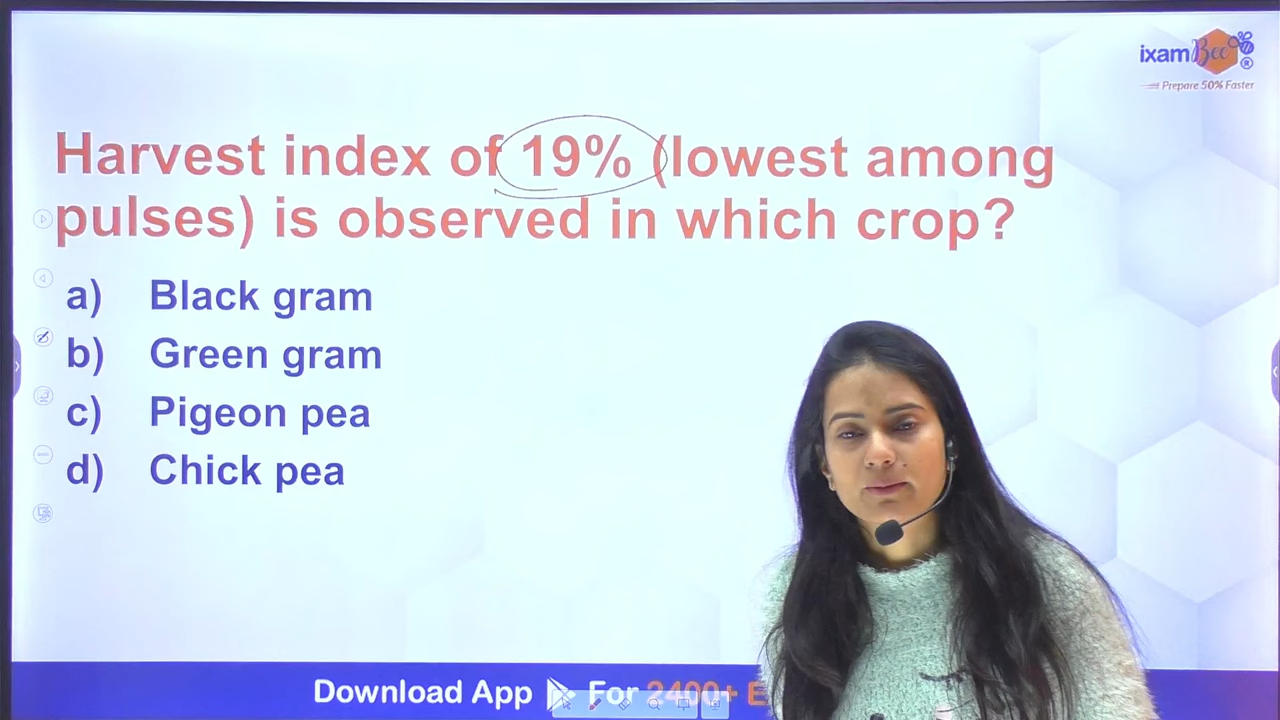 ixamBee
Prepare 50% Faster
Harvest index of 19% (lowest among
pulses) is observed in which crop?
a) Black gram
b) Green gram
c) Pigeon pea
d) Chick pea
Download App For 2400+ E